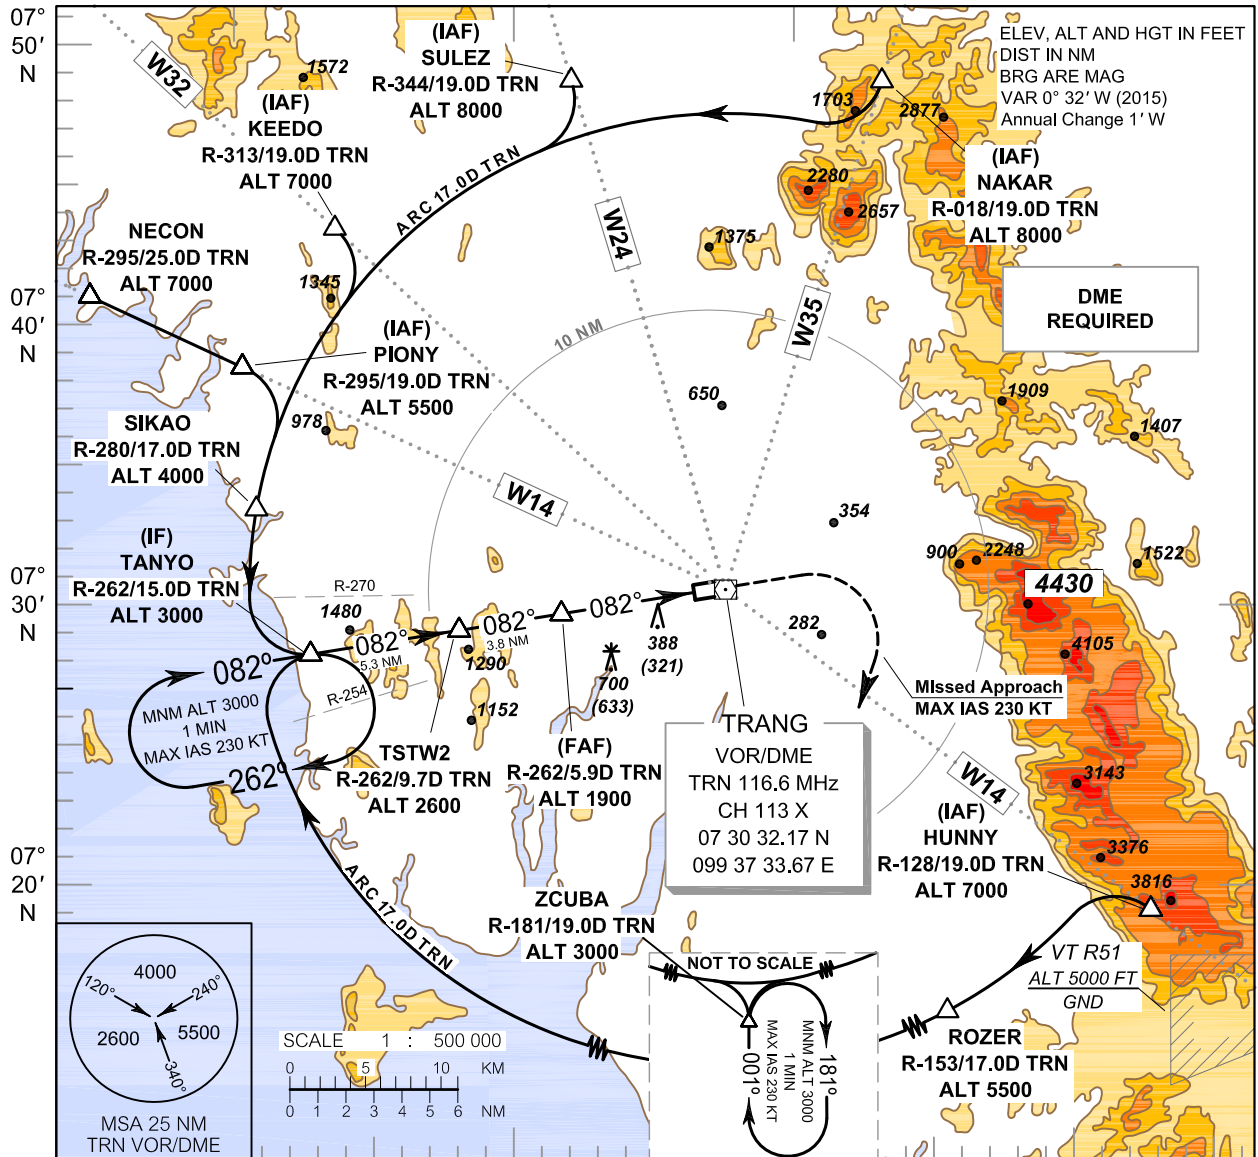 07°
50′
N
07°
40′
N
07°
30′
N
07°
20′
N
ELEV, ALT AND HGT IN FEET
DIST IN NM
BRG ARE MAG
VAR 0° 32′ W (2015)
Annual Change 1′ W
W32
1572
(IAF)
SULEZ
R-344/19.0D TRN
ALT 8000
(IAF)
KEEDO
R-313/19.0D TRN
ALT 7000
1703
2877
(IAF)
NAKAR
R-018/19.0D TRN
ALT 8000
ARC 17.0D TRN
2280
2657
1375
W24
W35
NECON
R-295/25.0D TRN
ALT 7000
1345
DME
REQUIRED
(IAF)
PIONY
R-295/19.0D TRN
ALT 5500
10 NM
650
1909
1407
978
SIKAO
R-280/17.0D TRN
ALT 4000
W14
354
(IF)
TANYO
R-262/15.0D TRN
ALT 3000
900
2248
1522
4430
R-270
1480
082°
5.3 NM
082°
3.8 NM
082°
1290
388
(321)
282
4105
082°
MNM ALT 3000
1 MIN
MAX IAS 230 KT
262°
R-254
1152
700
(633)
MIssed Approach
MAX IAS 230 KT
TSTW2
R-262/9.7D TRN
ALT 2600
(FAF)
R-262/5.9D TRN
ALT 1900
TRANG
VOR/DME
TRN 116.6 MHz
CH 113 X
07 30 32.17 N
099 37 33.67 E
W14
3143
(IAF)
HUNNY
R-128/19.0D TRN
ALT 7000
3376
3816
ARC 17.0D TRN
ZCUBA
R-181/19.0D TRN
ALT 3000
NOT TO SCALE
001°
MAX IAS 230 KT
1 MIN
MNM ALT 3000
181°
VT R51
ALT 5000 FT
GND
ROZER
R-153/17.0D TRN
ALT 5500
4000
120°
240°
2600
5500
340°
MSA 25 NM
TRN VOR/DME
SCALE 1 : 500 000
0 5 10 KM
0 1 2 3 4 5 6 NM